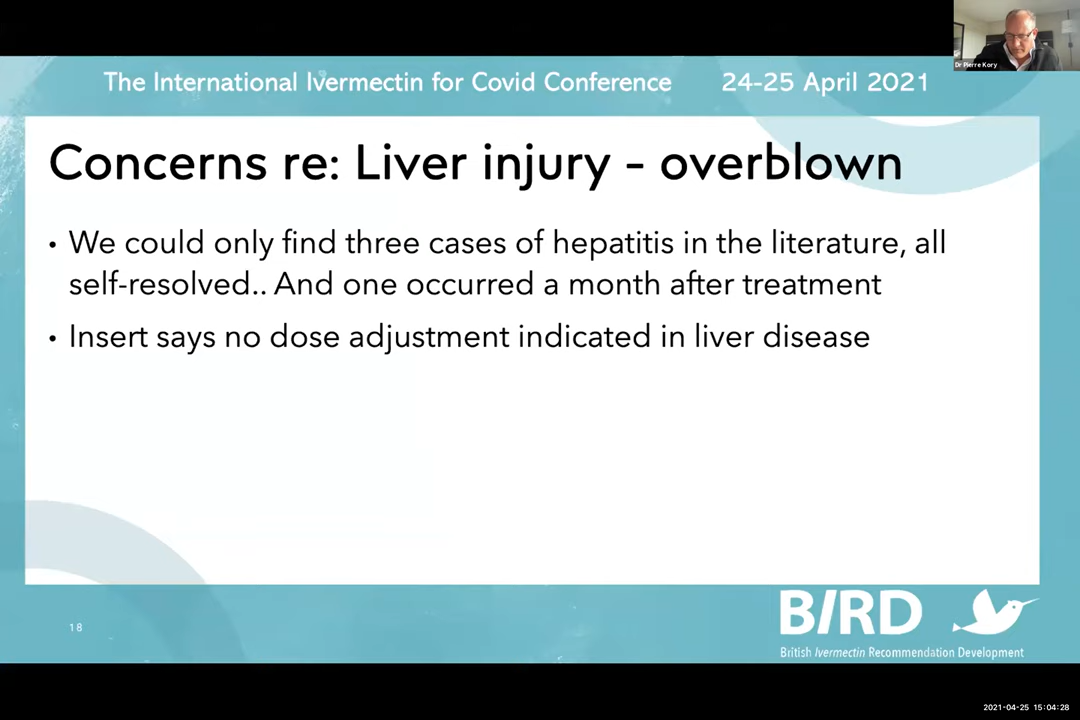 Dr Pierre Kory
The International Ivermectin for Covid Conference 24-25 April 2021
Concerns re: Liver injury - overblown
• We could only find three cases of hepatitis in the literature, all
self-resolved.. And one occurred a month after treatment
• Insert says no dose adjustment indicated in liver disease
18
BIRD
British Ivermectin Recommendation Development
2021-04-25 15:04:28